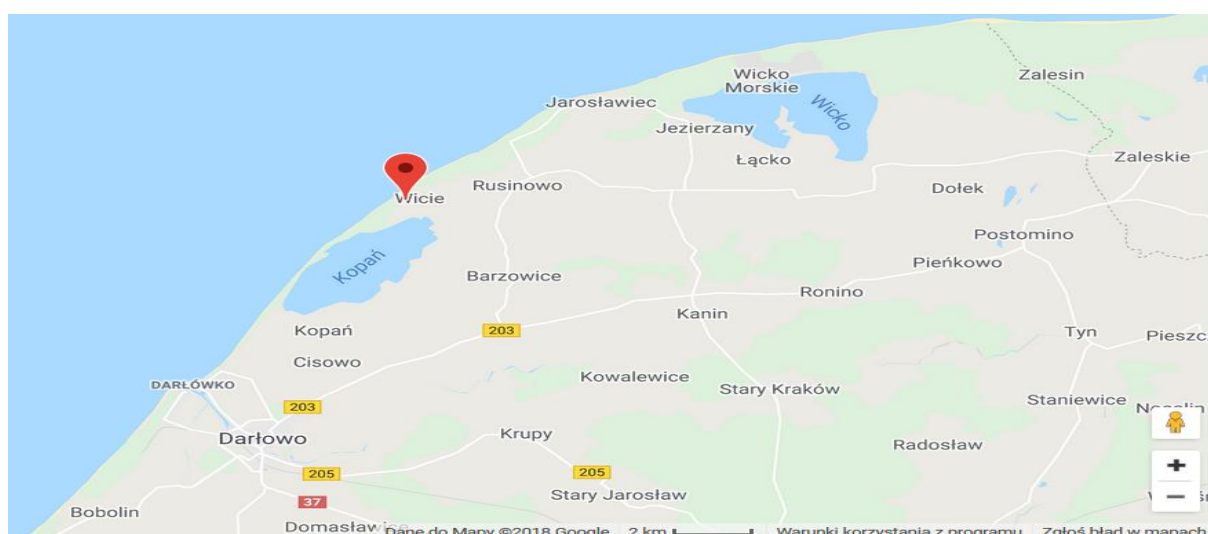 Wicko
Morskie
Zalesin
Jarosławiec
Wicko
Jezierzany
Łącko
Zaleskie
Rusinowo
Dołek
Wicie
Postomino
Kopań
Pieńkowo
Barzowice
Ronino
Kanin
Kopań
203
Tyn
Pieszc
Cisowo
Kowalewice
DARŁÓWKO
Stary Kraków
Staniewice
203
Darłowo
Krupy
Radosław
205
205
Stary Jarosław
37
Bobolin
Domasławice
Dane do Mapy ©2018 Google 2 km Warunki korzystania z programu Zgłoś błąd w mapach